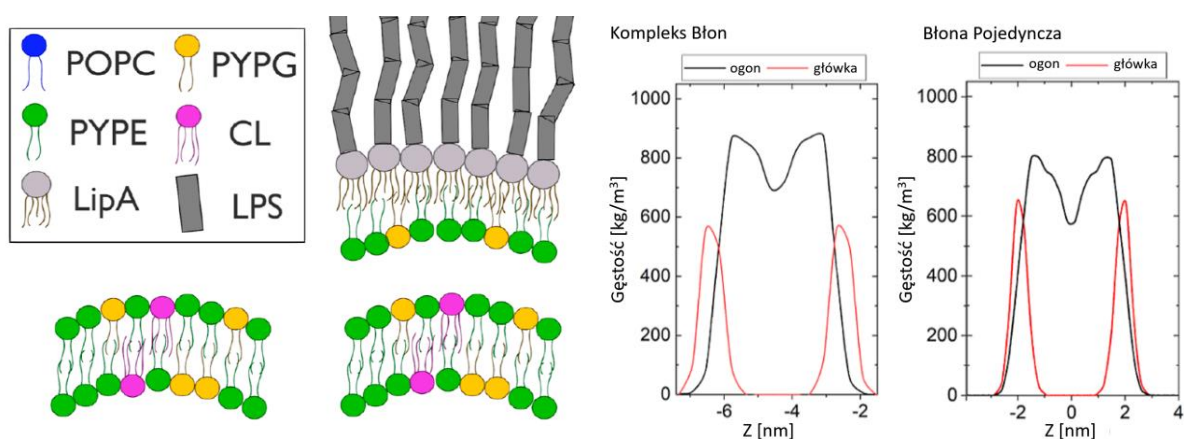 POPC PYPG
PYPE CL
LipA LPS
Kompleks Błon
ogon główka
Gęstość [kg/m³]
1000
800
600
400
200
0
-6 -4 -2
Z [nm]
Błona Pojedyncza
ogon główka
Gęstość [kg/m³]
1000
800
600
400
200
0
-2 0 2 4
Z [nm]